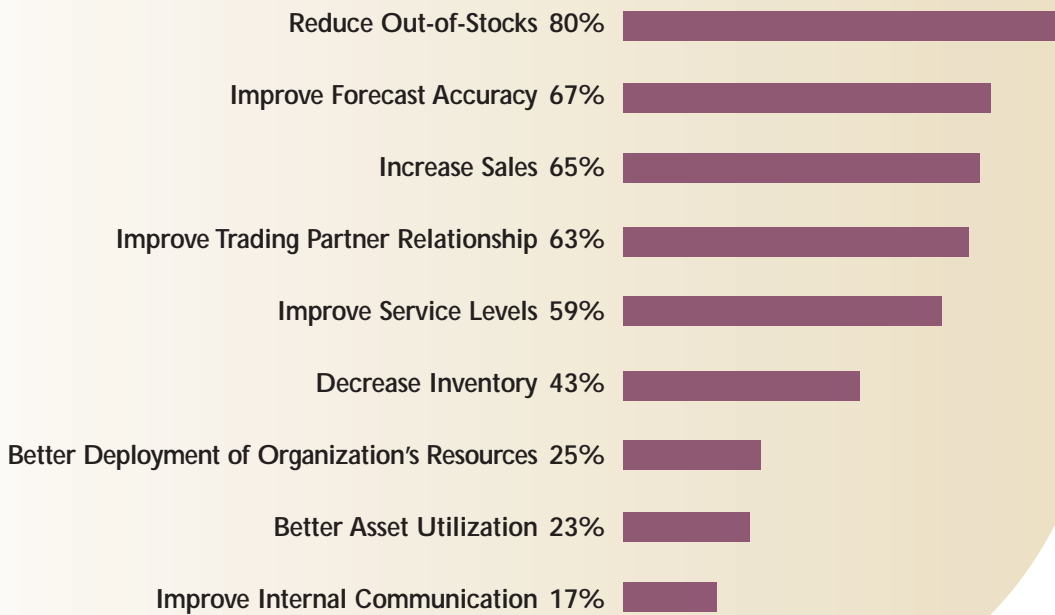 Reduce Out-of-Stocks 80%
Improve Forecast Accuracy 67%
Increase Sales 65%
Improve Trading Partner Relationship 63%
Improve Service Levels 59%
Decrease Inventory 43%
Better Deployment of Organization's Resources 25%
Better Asset Utilization 23%
Improve Internal Communication 17%